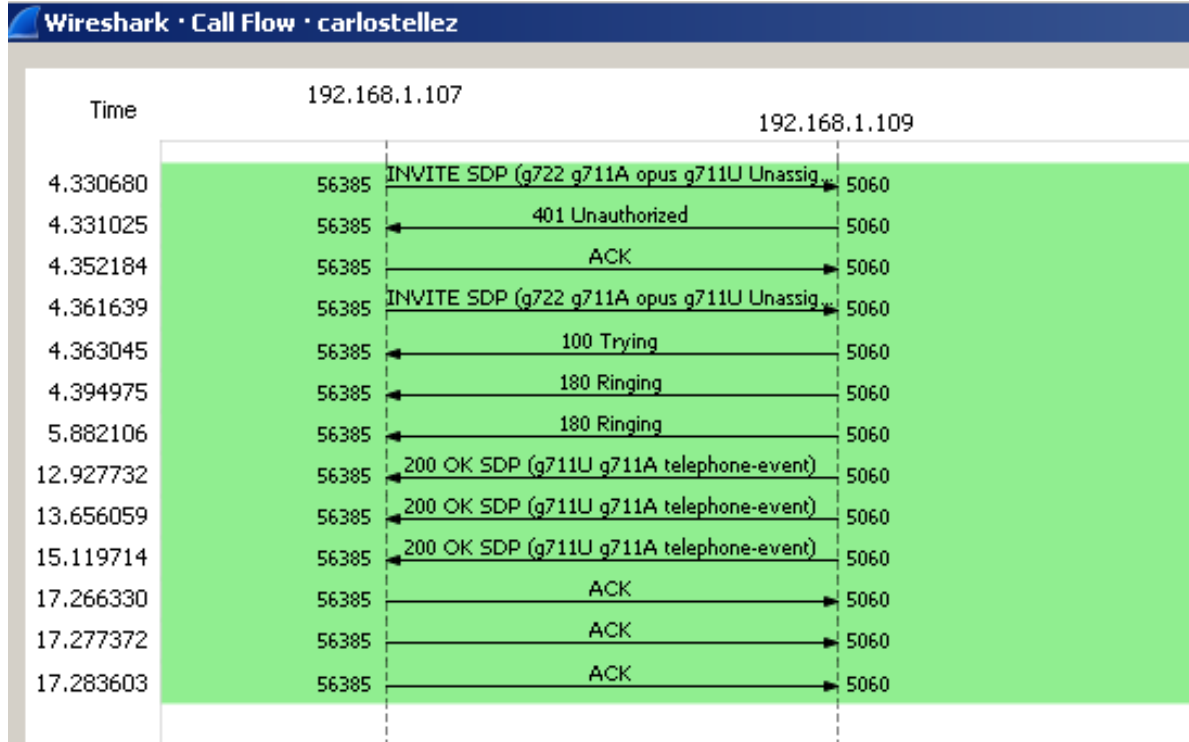 Wireshark · Call Flow · carlostellez
Time 192.168.1.107 192.168.1.109
4.330680 56385 INVITE SDP (g722 g711A opus g711U Unassig... 5060
4.331025 56385 401 Unauthorized 5060
4.352184 56385 ACK 5060
4.361639 56385 INVITE SDP (g722 g711A opus g711U Unassig... 5060
4.363045 56385 100 Trying 5060
4.394975 56385 180 Ringing 5060
5.882106 56385 180 Ringing 5060
12.927732 56385 200 OK SDP (g711U g711A telephone-event) 5060
13.656059 56385 200 OK SDP (g711U g711A telephone-event) 5060
15.119714 56385 200 OK SDP (g711U g711A telephone-event) 5060
17.266330 56385 ACK 5060
17.277372 56385 ACK 5060
17.283603 56385 ACK 5060